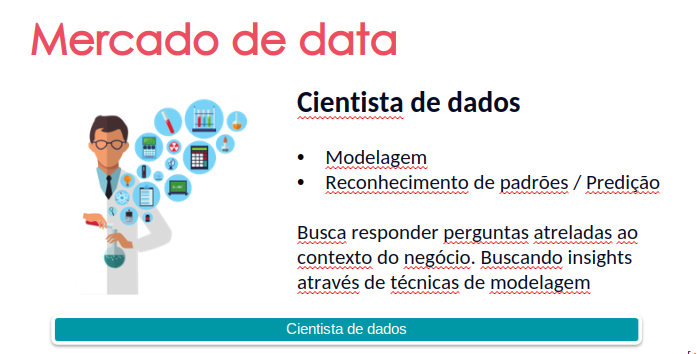 Mercado de data
Cientista de dados
• Modelagem
• Reconhecimento de padrões / Predição
Busca responder perguntas atreladas ao
contexto do negócio. Buscando insights
através de técnicas de modelagem
Cientista de dados